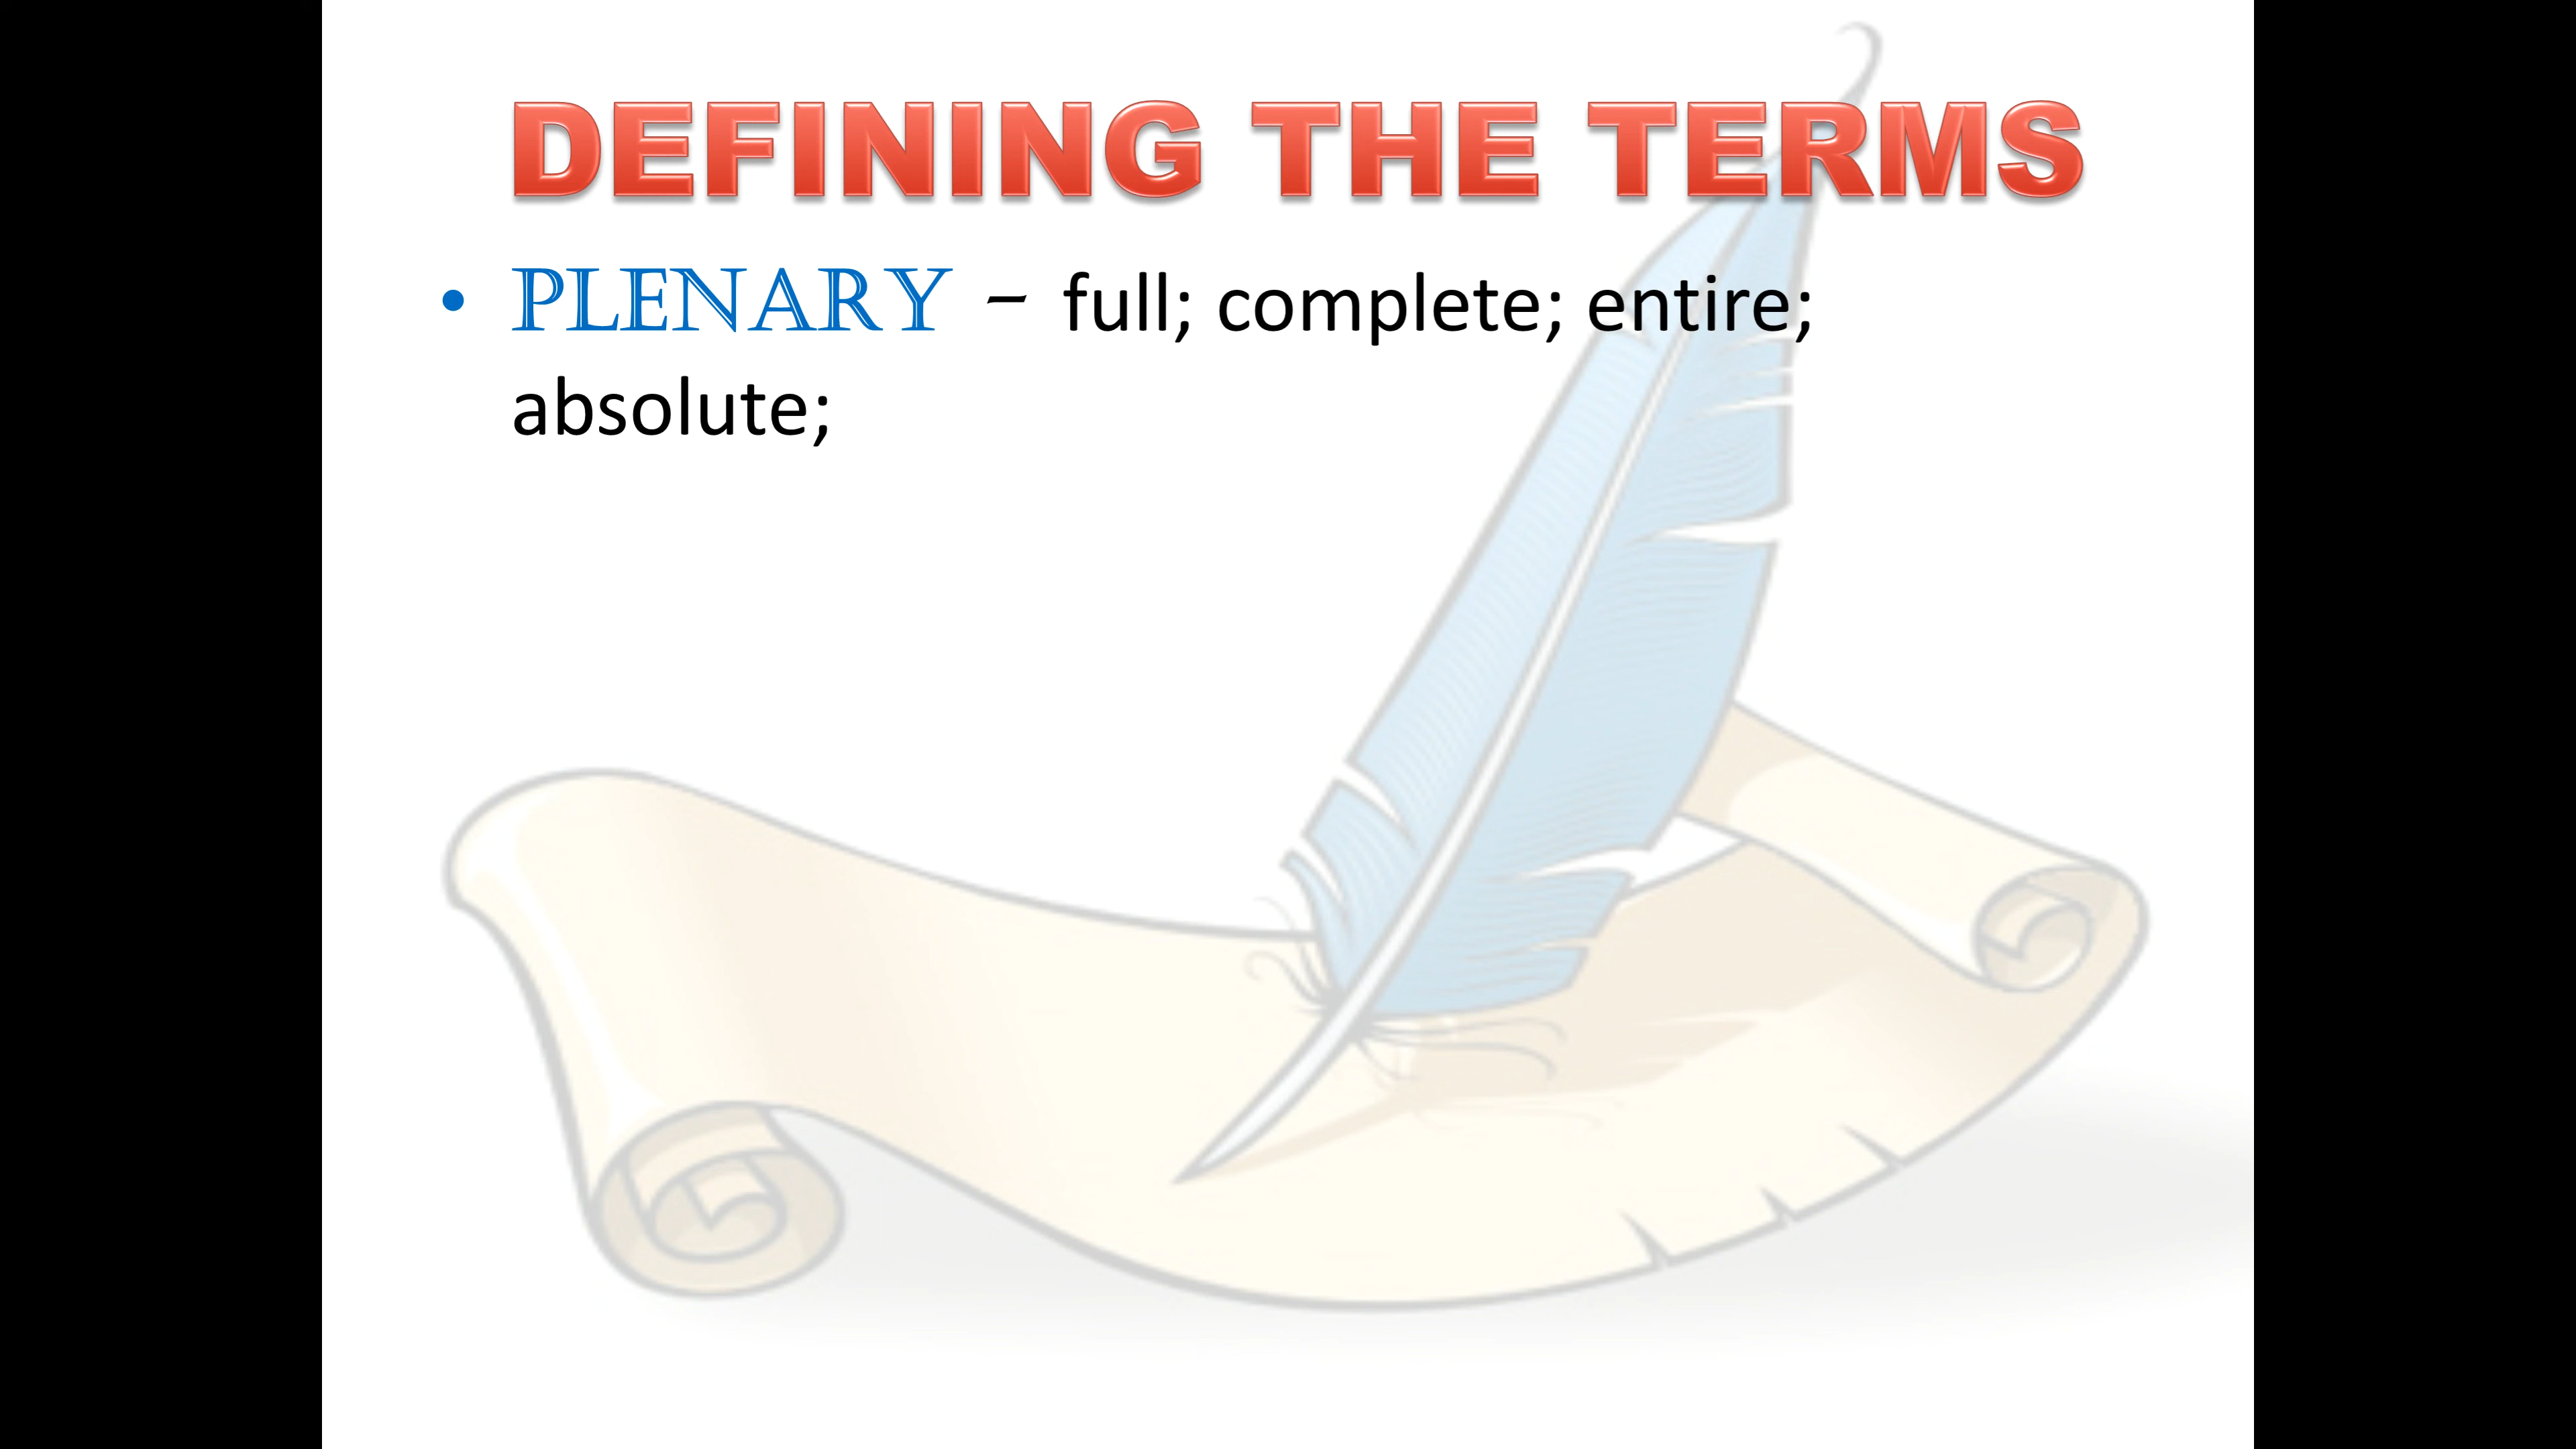 DEFINING THE TERMS
• PLENARY – full; complete; entire;
absolute;